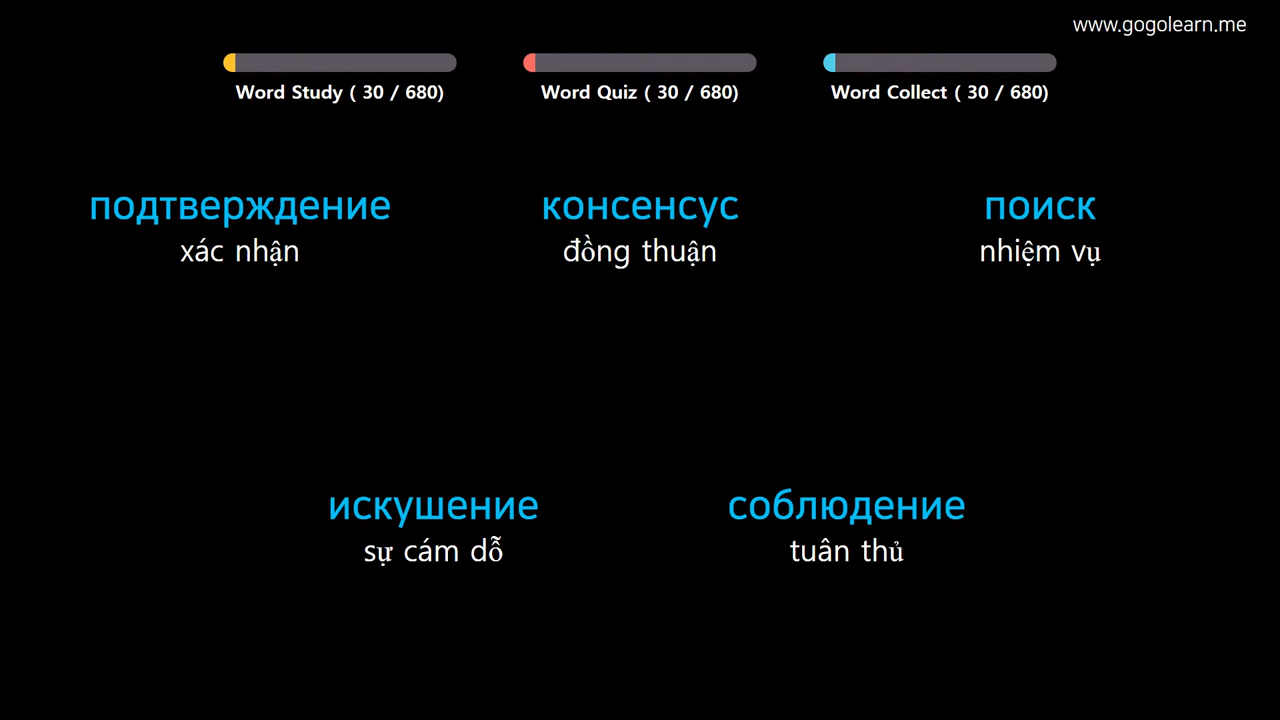 www.gogolearn.me
Word Study ( 30 / 680)
Word Quiz ( 30 / 680)
Word Collect ( 30 / 680)
подтверждение
xác nhận
консенсус
đồng thuận
поиск
nhiệm vụ
искушение
sự cám dỗ
соблюдение
tuân thủ